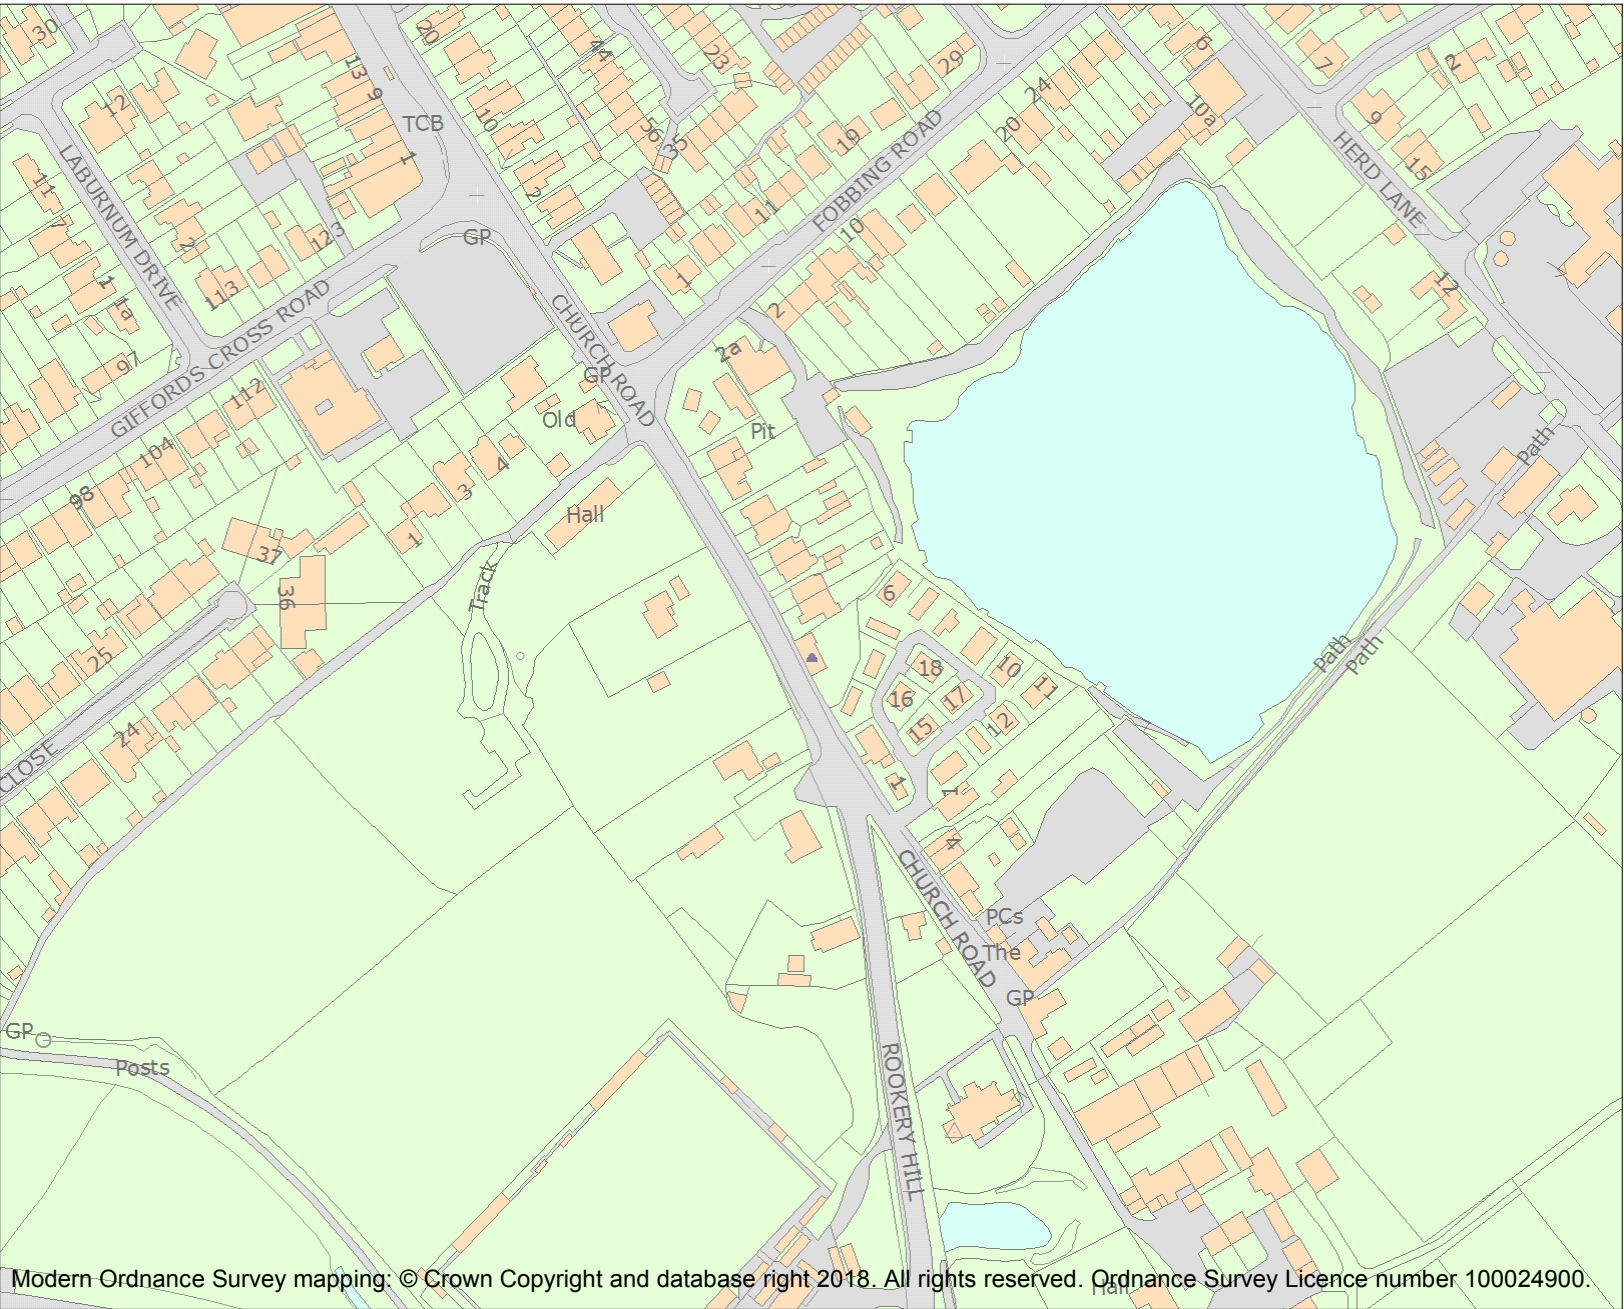 30
20
44
23
29
6
7
2
12
13
9
10
TCB
56
35
19
24
20
10a
9
HERD LANE
15
LABURNUM DRIVE
11
7
1
2
11
FOBBING ROAD
10
2
123
GP
113
1
1a
1
12
GIFFORDS CROSS ROAD
CHURCH ROAD
2
97
2a
GP
112
Old
Pit
104
4
3
98
Path
Hall
1
37
36
Track
6
25
Path
Path
18
10
11
16
17
15
12
24
CLOSE
1
1
4
CHURCH ROAD
PCs
The
GP
GP
Posts
ROOKERY HILL
Hall
Modern Ordnance Survey mapping: © Crown Copyright and database right 2018. All rights reserved. Ordnance Survey Licence number 100024900.